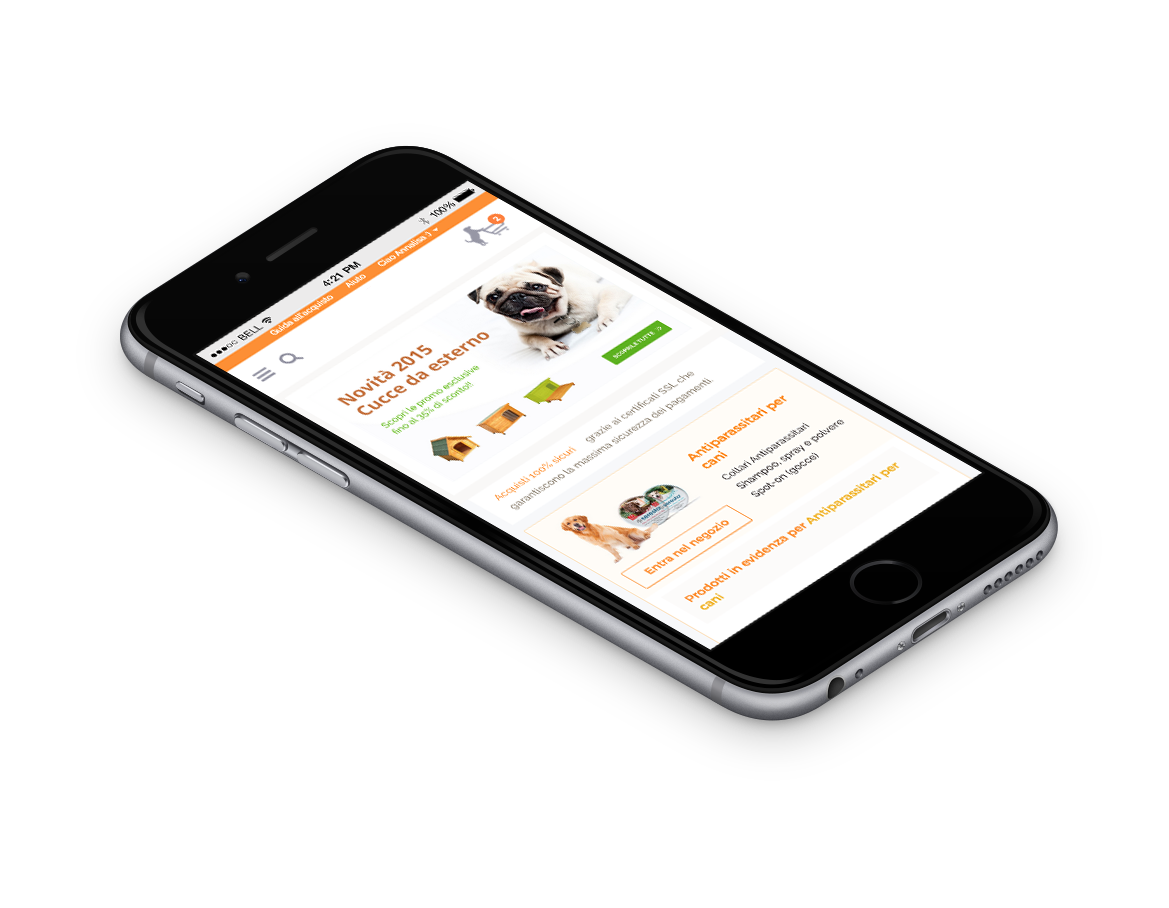 BELL 4:21 PM 100%
Guida all'acquisto Aiuto Ciao Annalisa )
2
Novità 2015
Cucce da esterno
Scopri le promo esclusive
fino al 35% di sconto!!
SCOPRILE TUTTE
Acquisti 100% sicuri grazie ai certificati SSL che
garantiscono la massima sicurezza dei pagamenti.
Antiparassitari per
cani
Collari Antiparassitari
Shampoo, spray e polvere
Spot-on (gocce)
Entra nel negozio
Prodotti in evidenza per Antiparassitari per
cani